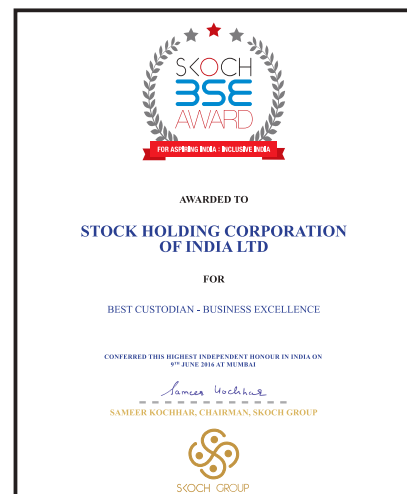 SKOCH
BSE
AWARD
FOR ASPIRING INDIA : INCLUSIVE INDIA
AWARDED TO
STOCK HOLDING CORPORATION
OF INDIA LTD
FOR
BEST CUSTODIAN - BUSINESS EXCELLENCE
CONFERRED THIS HIGHEST INDEPENDENT HONOUR IN INDIA ON
9TH JUNE 2016 AT MUMBAI
Sameer Kochhar
SAMEER KOCHHAR, CHAIRMAN, SKOCH GROUP
SKOCH GROUP